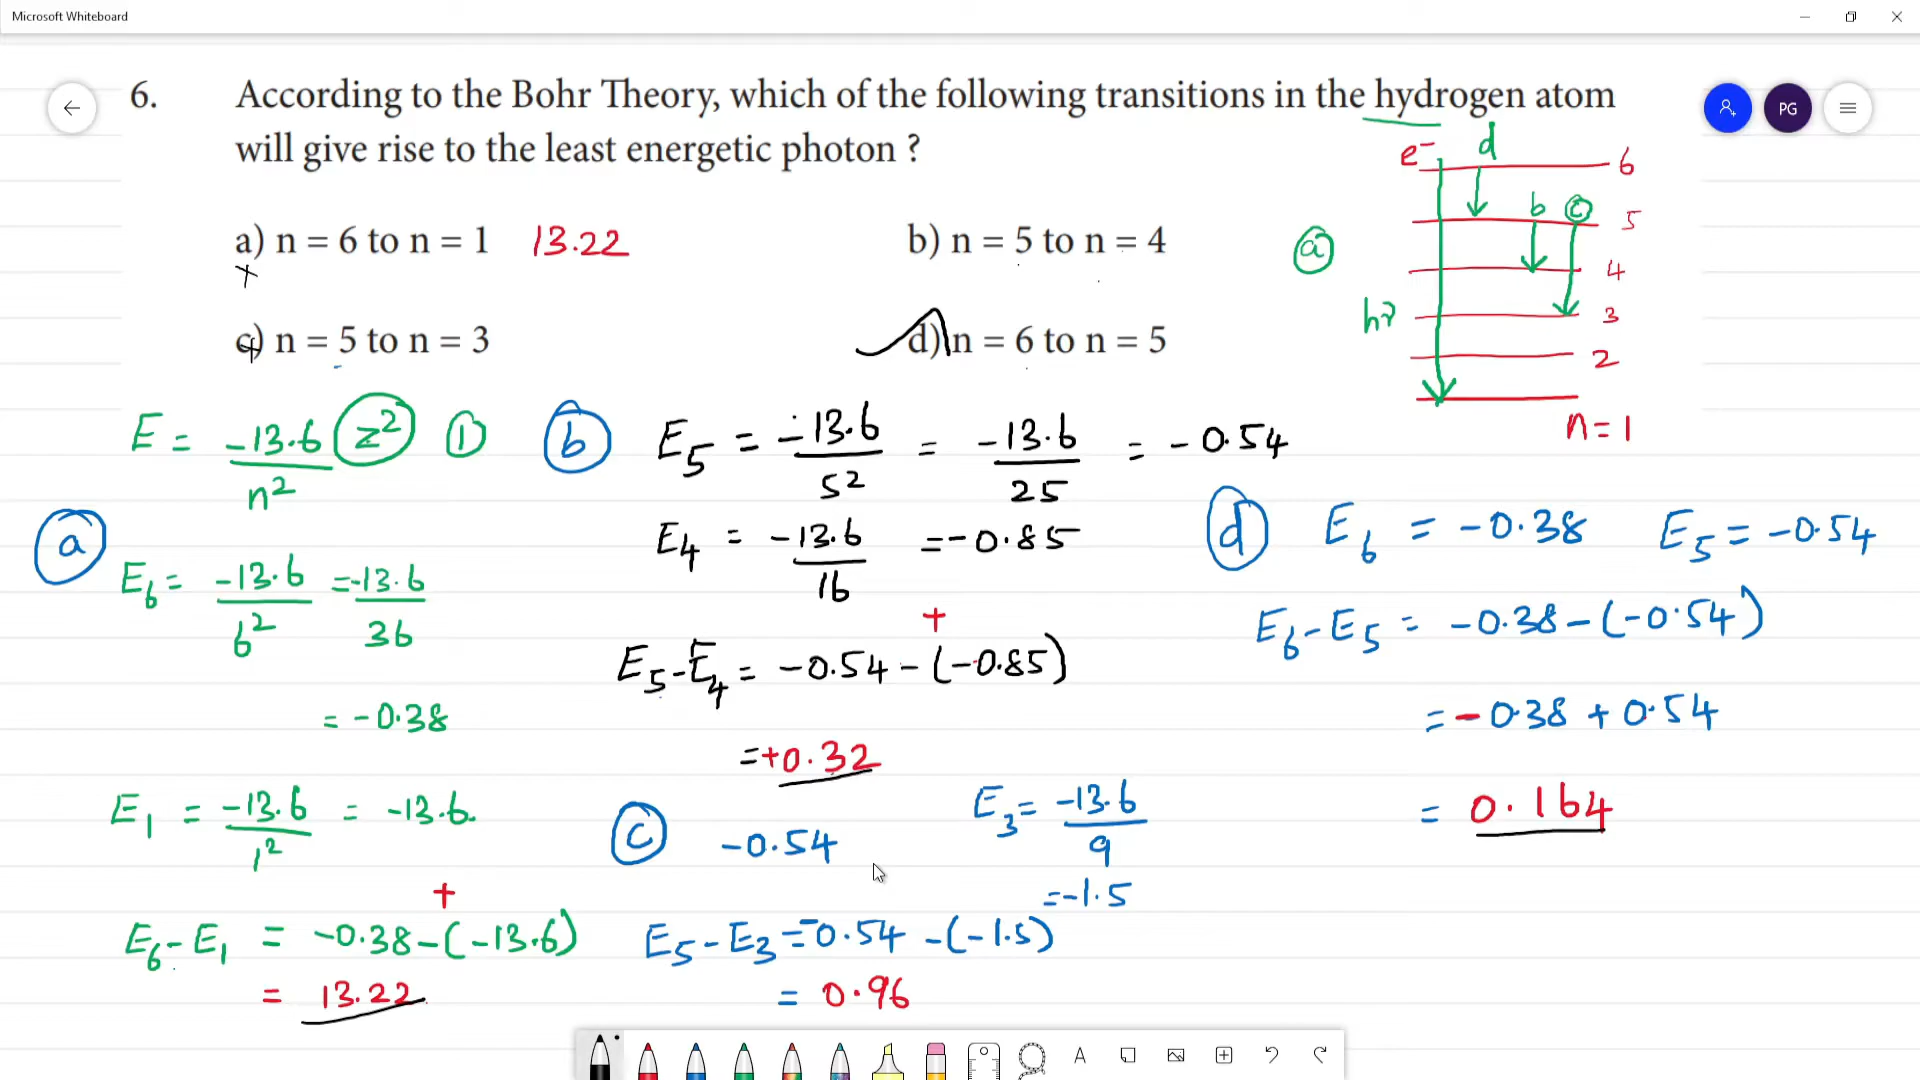 Microsoft Whiteboard
PG
6. According to the Bohr Theory, which of the following transitions in the hydrogen atom
will give rise to the least energetic photon ?
a) n = 6 to n = 1 13.22
b) n = 5 to n = 4
c) n = 5 to n = 3
d) n = 6 to n = 5
e⁻ d 6
b c 5
a 4
hν 3
2
n=1
E = -13.6 z² / n² ①
a
E₆ = -13.6 / 6² = -13.6 / 36
= -0.38
E₁ = -13.6 / 1² = -13.6
+
E₆-E₁ = -0.38-(-13.6)
= 13.22
b
E₅ = -13.6 / 5² = -13.6 / 25 = -0.54
E₄ = -13.6 / 16 = -0.85
+
E₅-E₄ = -0.54-(-0.85)
=+0.32
c -0.54
E₃ = -13.6 / 9
=-1.5
E₅-E₃ = -0.54 -(-1.5)
= 0.96
d E₆ = -0.38 E₅ = -0.54
E₆-E₅ = -0.38-(-0.54)
= -0.38 + 0.54
= 0.164
A